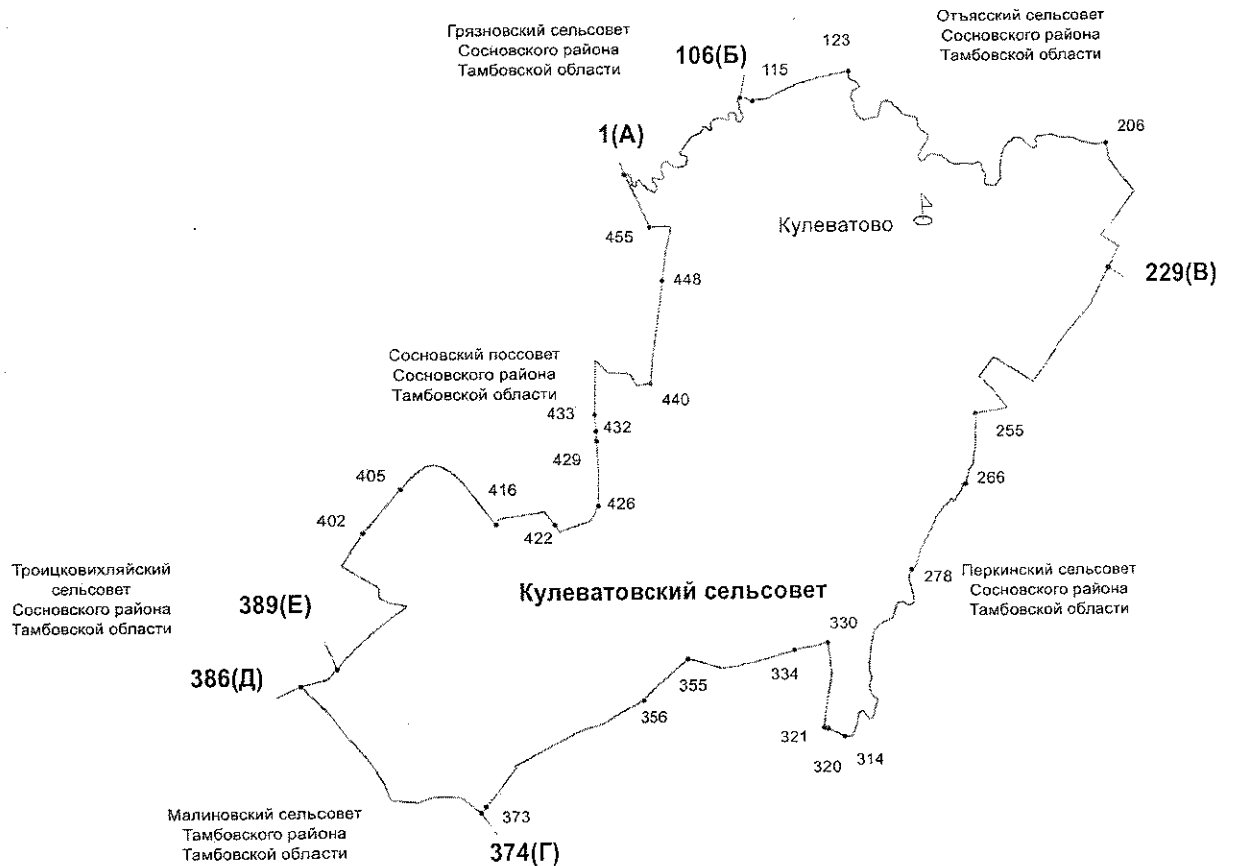 Грязновский сельсовет
Сосновского района
Тамбовской области
106(Б)
115
123
Отъясский сельсовет
Сосновского района
Тамбовской области
1(А)
206
455
Кулеватово
448
229(В)
Сосновский поссовет
Сосновского района
Тамбовской области
440
433
432
429
255
266
405
416
426
402
422
Троицковихляйский
сельсовет
Сосновского района
Тамбовской области
389(Е)
Кулеватовский сельсовет
278
Перкинский сельсовет
Сосновского района
Тамбовской области
330
334
355
386(Д)
356
321
320
314
Малиновский сельсовет
Тамбовского района
Тамбовской области
373
374(Г)